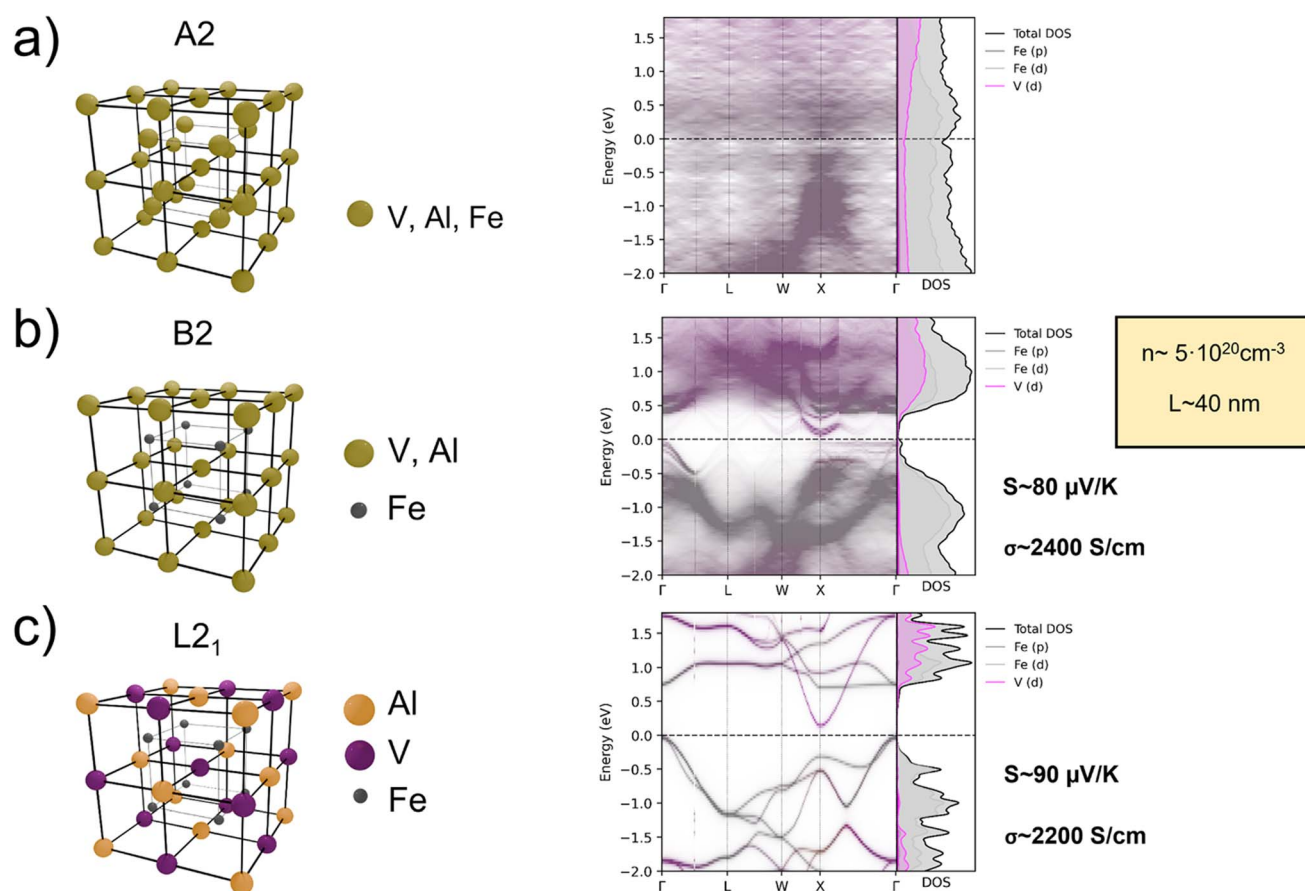 a)
A2
V, Al, Fe
Energy (eV)
1.5
1.0
0.5
0.0
−0.5
−1.0
−1.5
−2.0
Γ L W X Γ DOS
Total DOS
Fe (p)
Fe (d)
V (d)
b)
B2
V, Al
Fe
Energy (eV)
1.5
1.0
0.5
0.0
−0.5
−1.0
−1.5
−2.0
Γ L W X Γ DOS
Total DOS
Fe (p)
Fe (d)
V (d)
n~ 5·10²⁰cm⁻³
L~40 nm
S~80 µV/K
σ~2400 S/cm
c)
L2₁
Al
V
Fe
Energy (eV)
1.5
1.0
0.5
0.0
−0.5
−1.0
−1.5
−2.0
Γ L W X Γ DOS
Total DOS
Fe (p)
Fe (d)
V (d)
S~90 µV/K
σ~2200 S/cm